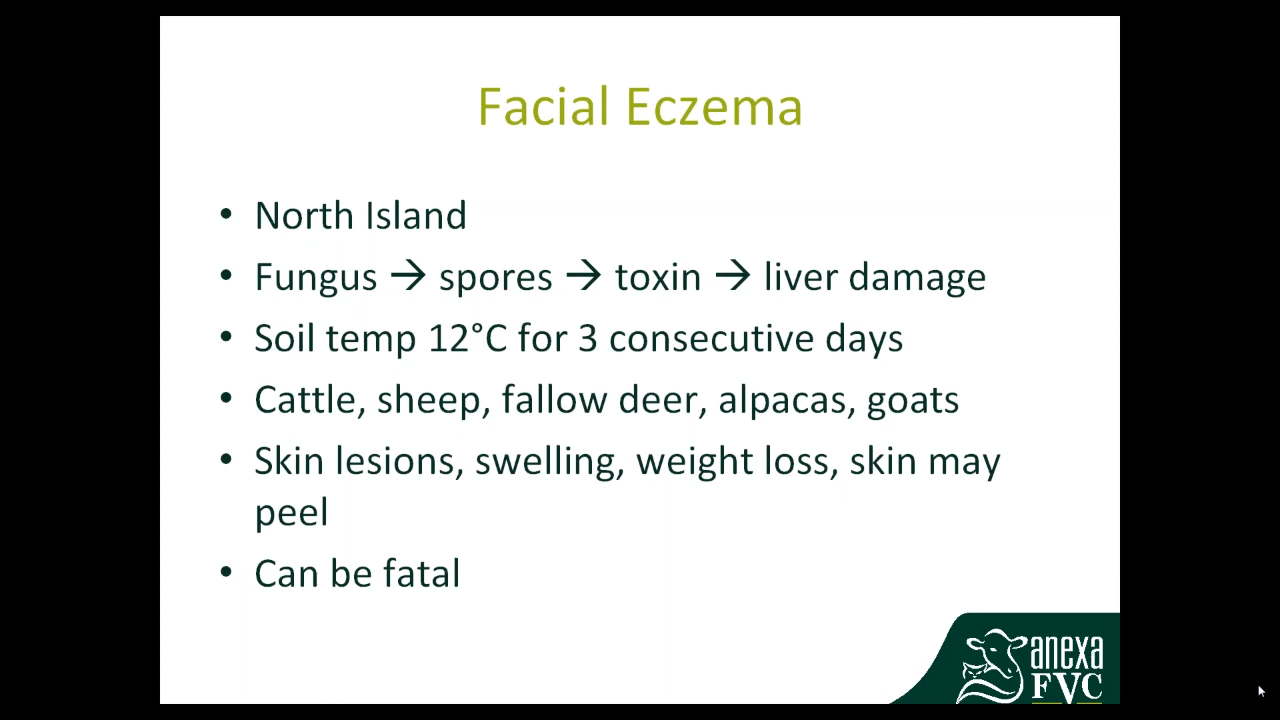 Facial Eczema
• North Island
• Fungus → spores → toxin → liver damage
• Soil temp 12°C for 3 consecutive days
• Cattle, sheep, fallow deer, alpacas, goats
• Skin lesions, swelling, weight loss, skin may
peel
• Can be fatal
anexa
FVC